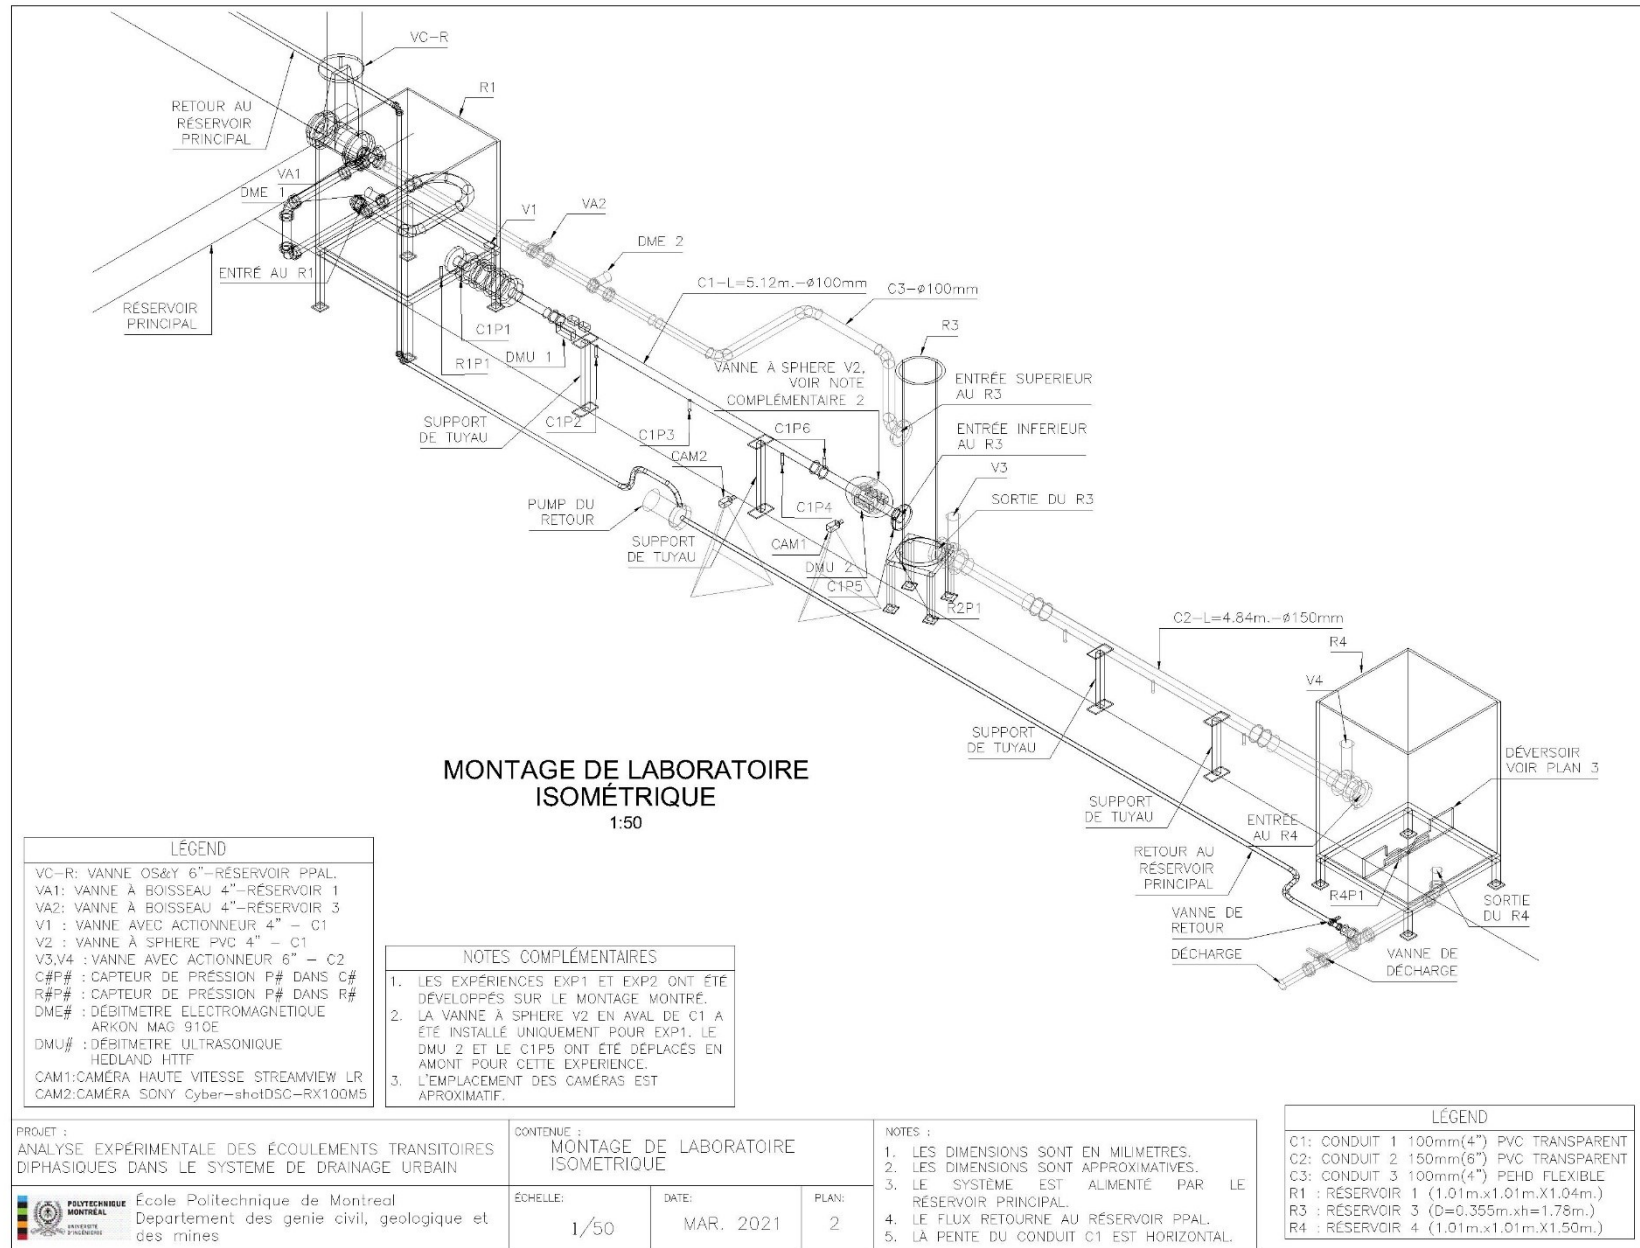 VC-R
R1
RETOUR AU
RÉSERVOIR
PRINCIPAL
VA1
DME 1
V1
VA2
DME 2
ENTRÉ AU R1
C1-L=5.12m.-ø100mm
C3-ø100mm
RÉSERVOIR
PRINCIPAL
C1P1
R1P1
DMU 1
R3
VANNE À SPHERE V2,
VOIR NOTE
COMPLÉMENTAIRE 2
ENTRÉE SUPERIEUR
AU R3
SUPPORT
DE TUYAU
C1P2
C1P3
C1P6
ENTRÉE INFERIEUR
AU R3
CAM2
V3
PUMP DU
RETOUR
C1P4
SORTIE DU R3
SUPPORT
DE TUYAU
CAM1
DMU 2
C1P5
R2P1
C2-L=4.84m.-ø150mm
R4
V4
SUPPORT
DE TUYAU
DÉVERSOIR
VOIR PLAN 3
MONTAGE DE LABORATOIRE
ISOMÉTRIQUE
1:50
SUPPORT
DE TUYAU
ENTRÉE
AU R4
RETOUR AU
RÉSERVOIR
PRINCIPAL
R4P1
SORTIE
DU R4
VANNE DE
RETOUR
DÉCHARGE
VANNE DE
DÉCHARGE
LÉGEND
VC-R: VANNE OS&Y 6"-RÉSERVOIR PPAL.
VA1: VANNE À BOISSEAU 4"-RÉSERVOIR 1
VA2: VANNE À BOISSEAU 4"-RÉSERVOIR 3
V1 : VANNE AVEC ACTIONNEUR 4" - C1
V2 : VANNE À SPHERE PVC 4" - C1
V3,V4 : VANNE AVEC ACTIONEUR 6" - C2
C#P# : CAPTEUR DE PRÉSSION P# DANS C#
R#P# : CAPTEUR DE PRÉSSION P# DANS R#
DME# : DÉBITMETRE ELECTROMAGNETIQUE
ARKON MAG 910E
DMU# : DÉBITMETRE ULTRASONIQUE
HEDLAND HTTF
CAM1:CAMÉRA HAUTE VITESSE STREAMVIEW LR
CAM2:CAMÉRA SONY Cyber-shotDSC-RX100M5
NOTES COMPLÉMENTAIRES
1. LES EXPÉRIENCES EXP1 ET EXP2 ONT ÉTÉ
DÉVELOPPÉS SUR LE MONTAGE MONTRÉ.
2. LA VANNE À SPHERE V2 EN AVAL DE C1 A
ÉTÉ INSTALLÉ UNIQUEMENT POUR EXP1. LE
DMU 2 ET LE C1P5 ONT ÉTÉ DÉPLACÉS EN
AMONT POUR CETTE EXPERIENCE.
3. L'EMPLACEMENT DES CAMÉRAS EST
APROXIMATIF.
PROJET :
ANALYSE EXPÉRIMENTALE DES ÉCOULEMENTS TRANSITOIRES
DIPHASIQUES DANS LE SYSTEME DE DRAINAGE URBAIN
POLYTECHNIQUE
MONTRÉAL
UNIVERSITÉ
D'INGÉNIERIE
École Politechnique de Montreal
Departement des genie civil, geologique et
des mines
CONTENUE :
MONTAGE DE LABORATOIRE
ISOMETRIQUE
ÉCHELLE:
1/50
DATE:
MAR. 2021
PLAN:
2
NOTES :
1. LES DIMENSIONS SONT EN MILIMETRES.
2. LES DIMENSIONS SONT APPROXIMATIVES.
3. LE SYSTÈME EST ALIMENTÉ PAR LE
RÉSERVOIR PRINCIPAL.
4. LE FLUX RETOURNE AU RÉSERVOIR PPAL.
5. LA PENTE DU CONDUIT C1 EST HORIZONTAL.
LÉGEND
C1: CONDUIT 1 100mm(4") PVC TRANSPARENT
C2: CONDUIT 2 150mm(6") PVC TRANSPARENT
C3: CONDUIT 3 100mm(4") PEHD FLEXIBLE
R1 : RÉSERVOIR 1 (1.01m.x1.01m.X1.04m.)
R3 : RÉSERVOIR 3 (D=0.355m.xh=1.78m.)
R4 : RÉSERVOIR 4 (1.01m.x1.01m.X1.50m.)